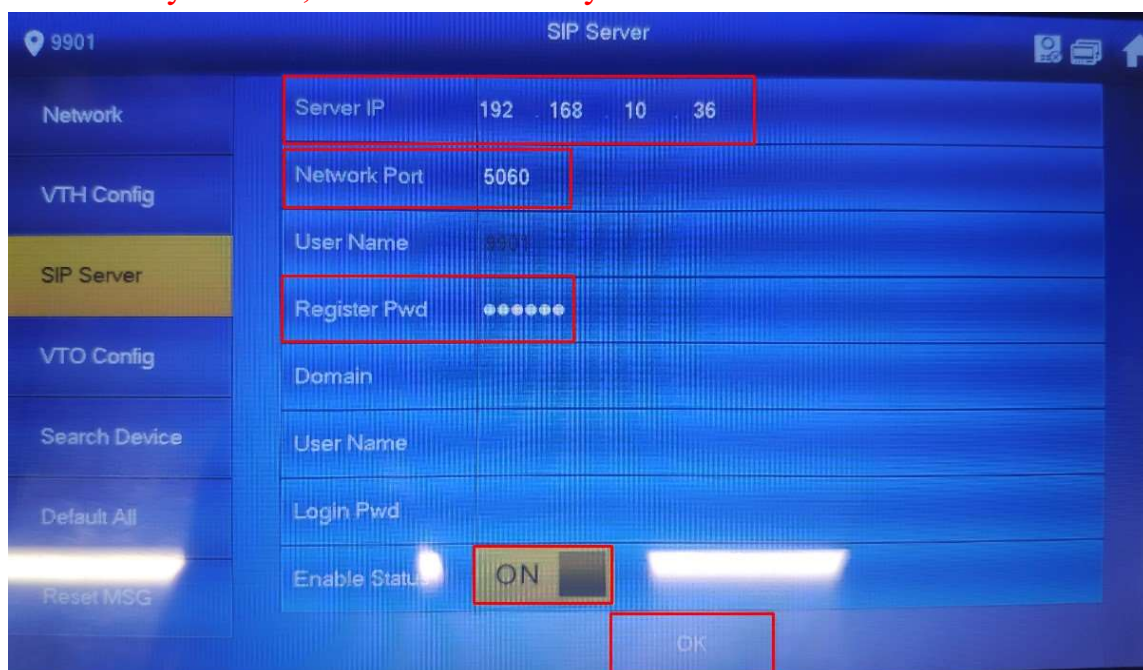 9901
SIP Server
Network
Server IP 192 . 168 . 10 . 36
Network Port 5060
VTH Config
User Name 9901
SIP Server
Register Pwd ●●●●●●
VTO Config
Domain
Search Device
User Name
Default All
Login Pwd
Enable Status ON
Reset MSG
OK